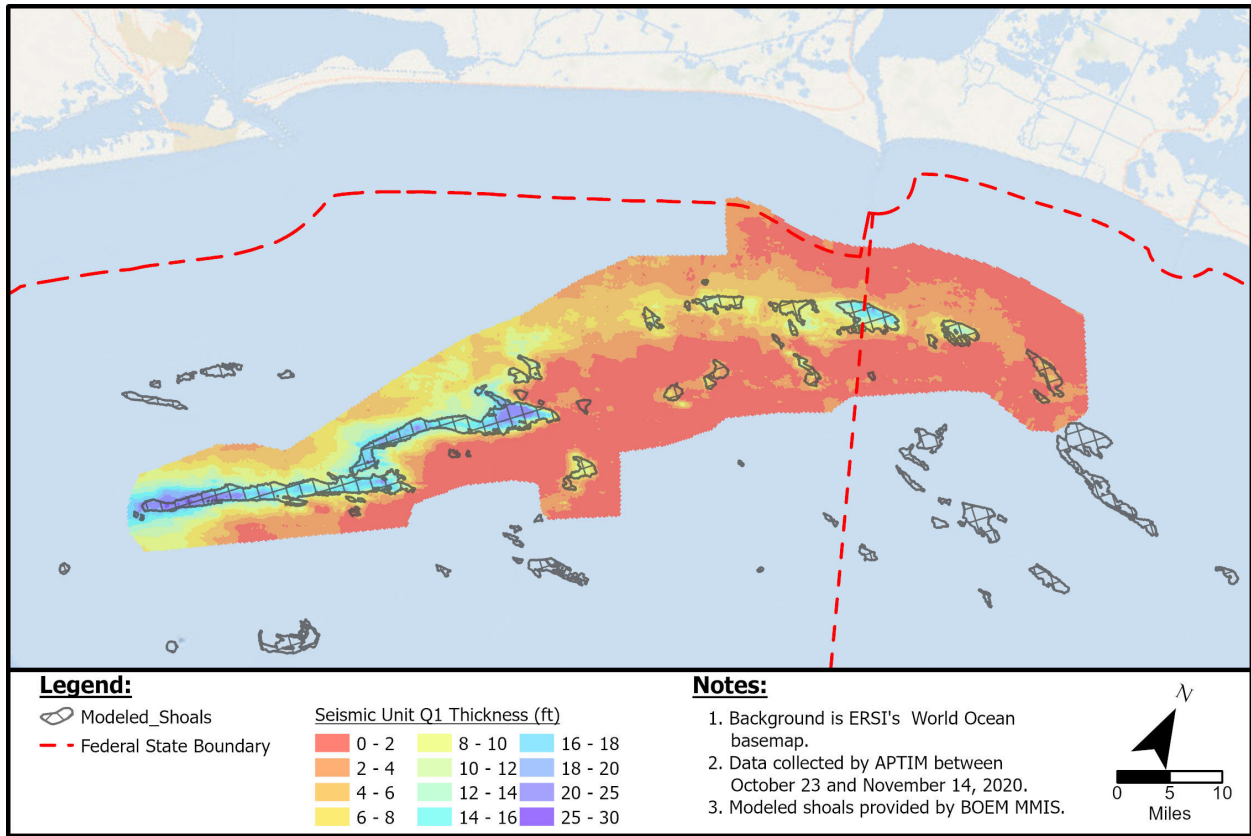 Legend:
Modeled_Shoals
Federal State Boundary
Seismic Unit Q1 Thickness (ft)
0 - 2
2 - 4
4 - 6
6 - 8
8 - 10
10 - 12
12 - 14
14 - 16
16 - 18
18 - 20
20 - 25
25 - 30
Notes:
1. Background is ERSI's World Ocean
basemap.
2. Data collected by APTIM between
October 23 and November 14, 2020.
3. Modeled shoals provided by BOEM MMIS.
N
0 5 10
Miles